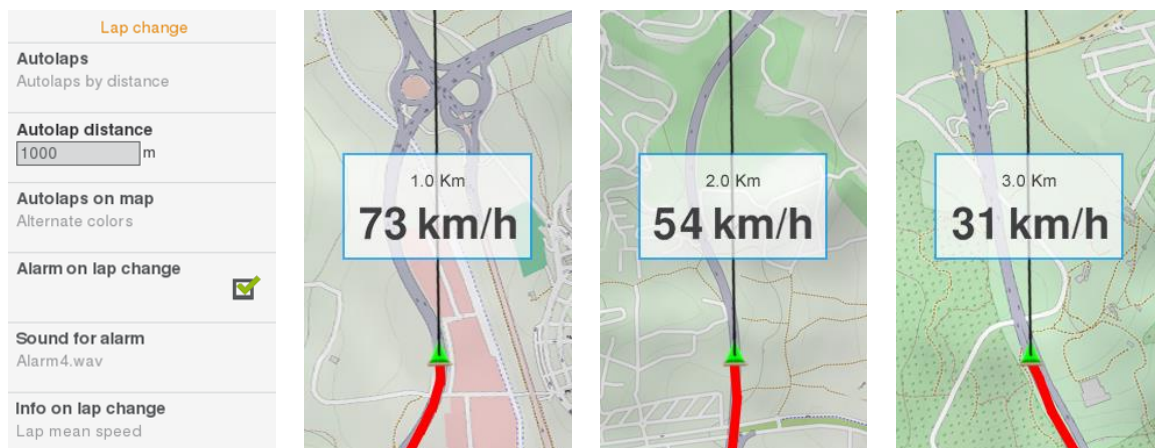 Lap change
Autolaps
Autolaps by distance
Autolap distance
1000 m
Autolaps on map
Alternate colors
Alarm on lap change
Sound for alarm
Alarm4.wav
Info on lap change
Lap mean speed
1.0 Km
73 km/h
2.0 Km
54 km/h
3.0 Km
31 km/h